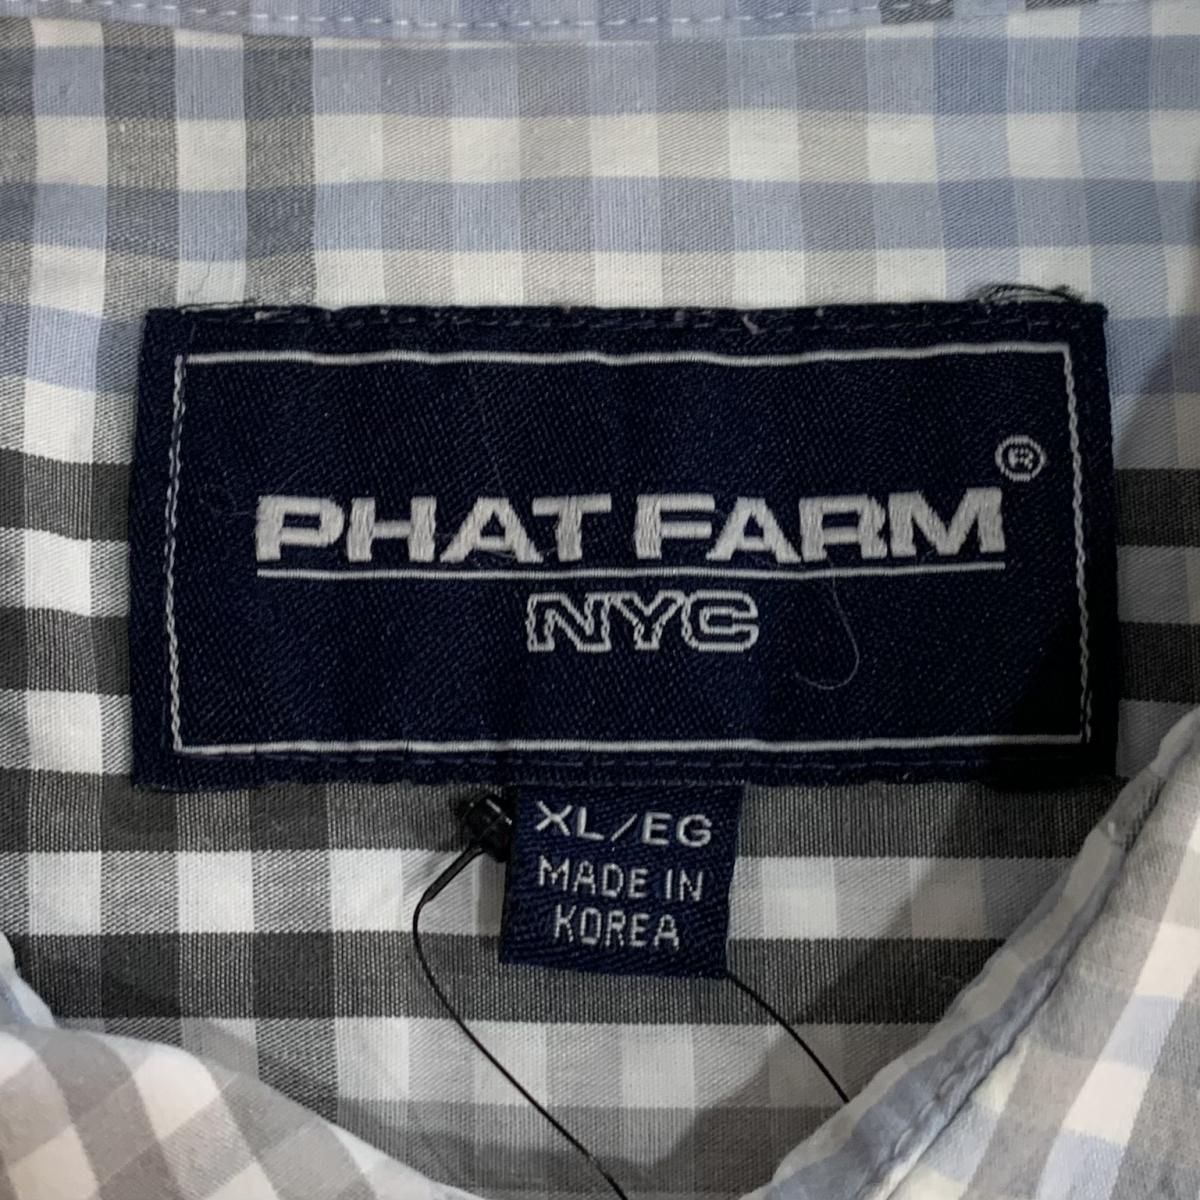 PHAT FARM®
NYC
XL/EG
MADE IN
KOREA